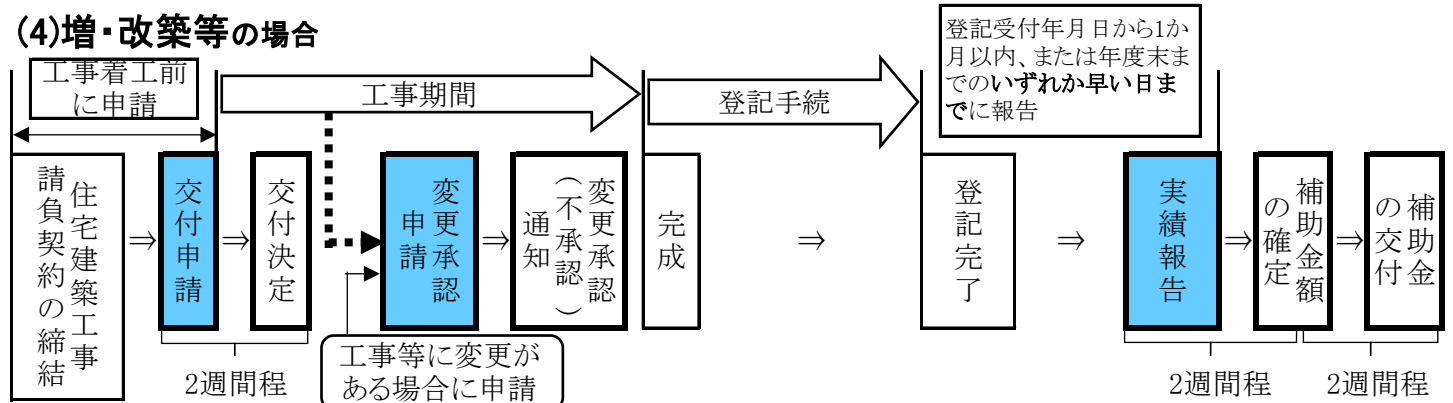 (4)増・改築等の場合
工事着工前
に申請
工事期間
登記手続
登記受付年月日から1か
月以内、または年度末ま
でのいずれか早い日ま
でに報告
住宅建築工事
請負契約の締結
⇒
交付申請
⇒
交付決定
変更承認
申請
⇒
変更承認
(不承認)
通知
完成
⇒
登記完了
⇒
実績報告
⇒
補助金額
の確定
⇒
補助金
の交付
2週間程
工事等に変更が
ある場合に申請
2週間程
2週間程